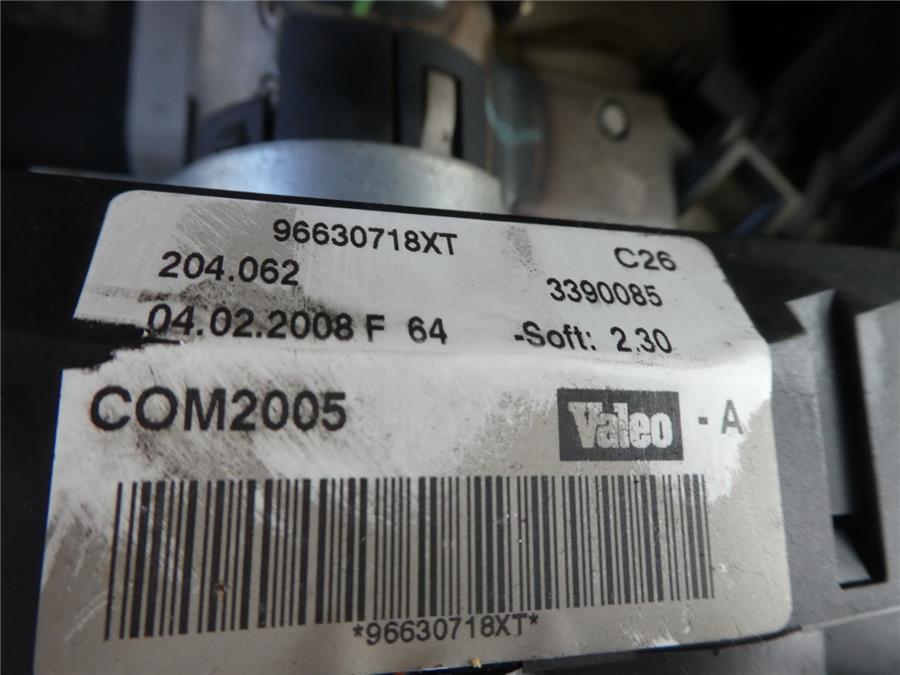 96630718XT C26
204.062 3390085
04.02.2008 F 64 -Soft: 2.30
COM2005 Valeo - A
*96630718XT*